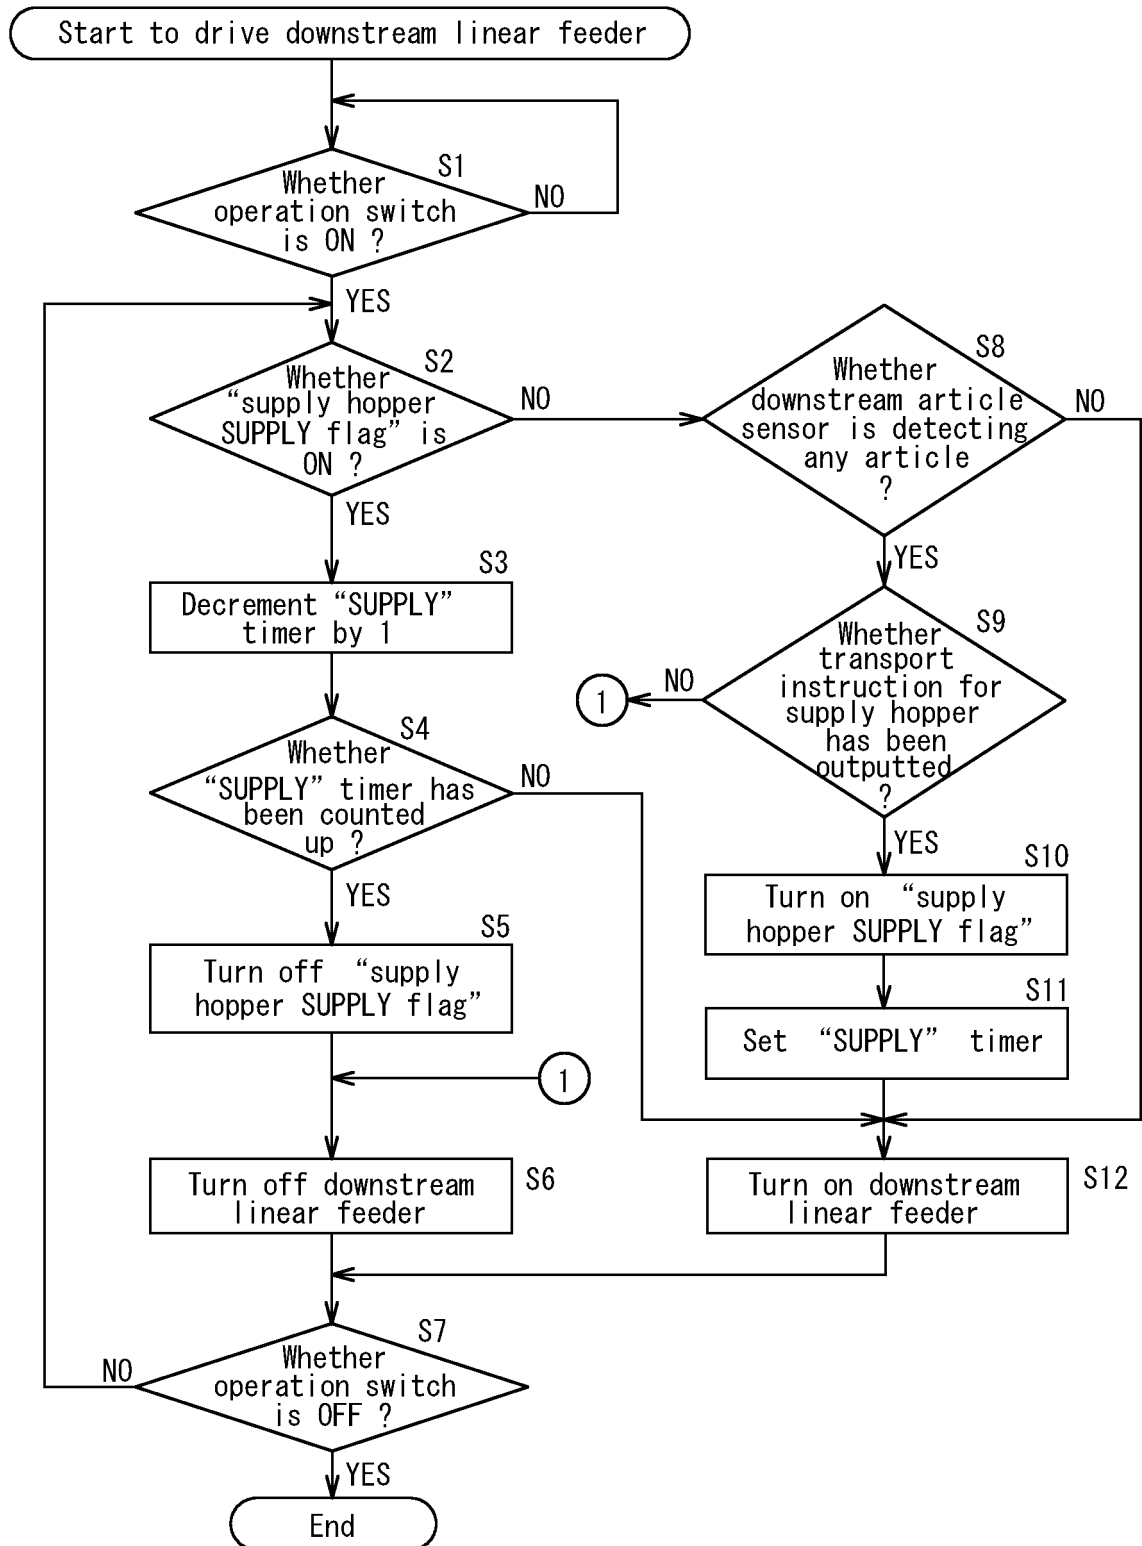 Start to drive downstream linear feeder
S1
Whether
operation switch
is ON ?
NO
YES
S2
Whether
“supply hopper
SUPPLY flag” is
ON ?
NO
YES
S3
Decrement “SUPPLY”
timer by 1
S4
Whether
“SUPPLY” timer has
been counted
up ?
NO
YES
S5
Turn off “supply
hopper SUPPLY flag”
1
Turn off downstream
linear feeder
S6
S7
Whether
operation switch
is OFF ?
NO
YES
End
S8
Whether
downstream article
sensor is detecting
any article
?
NO
YES
S9
Whether
transport
instruction for
supply hopper
has been
outputted
?
NO
1
YES
S10
Turn on “supply
hopper SUPPLY flag”
S11
Set “SUPPLY” timer
Turn on downstream
linear feeder
S12